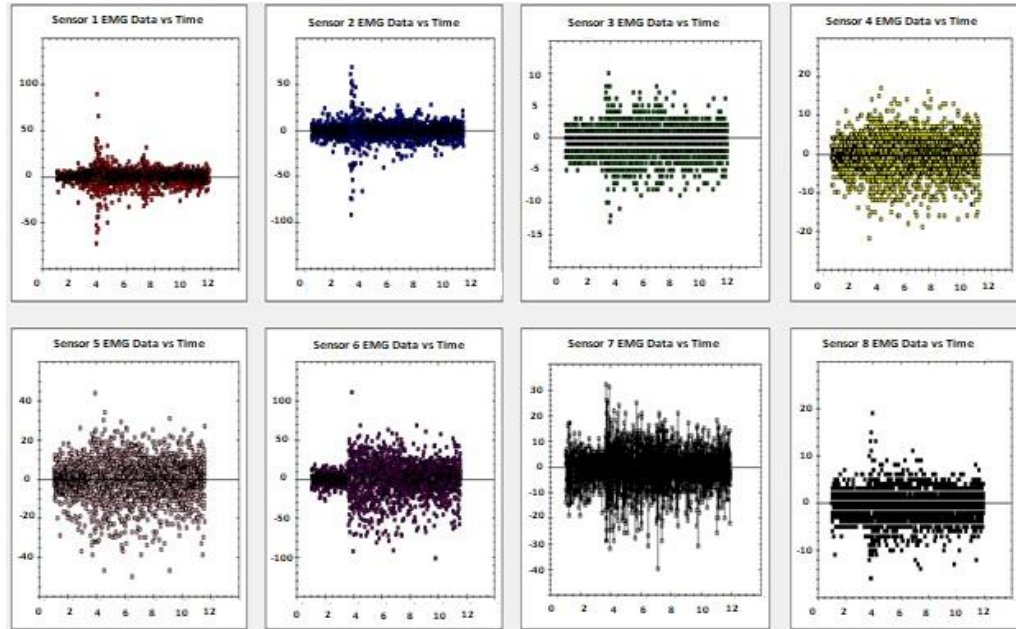 Sensor 1 EMG Data vs Time
100
50
0
-50
0 2 4 6 8 10 12
Sensor 2 EMG Data vs Time
50
0
-50
-100
0 2 4 6 8 10 12
Sensor 3 EMG Data vs Time
10
5
0
-5
-10
-15
0 2 4 6 8 10 12
Sensor 4 EMG Data vs Time
20
10
0
-10
-20
0 2 4 6 8 10 12
Sensor 5 EMG Data vs Time
40
20
0
-20
-40
0 2 4 6 8 10 12
Sensor 6 EMG Data vs Time
100
50
0
-50
-100
0 2 4 6 8 10 12
Sensor 7 EMG Data vs Time
30
20
10
0
-10
-20
-30
-40
0 2 4 6 8 10 12
Sensor 8 EMG Data vs Time
20
10
0
-10
0 2 4 6 8 10 12